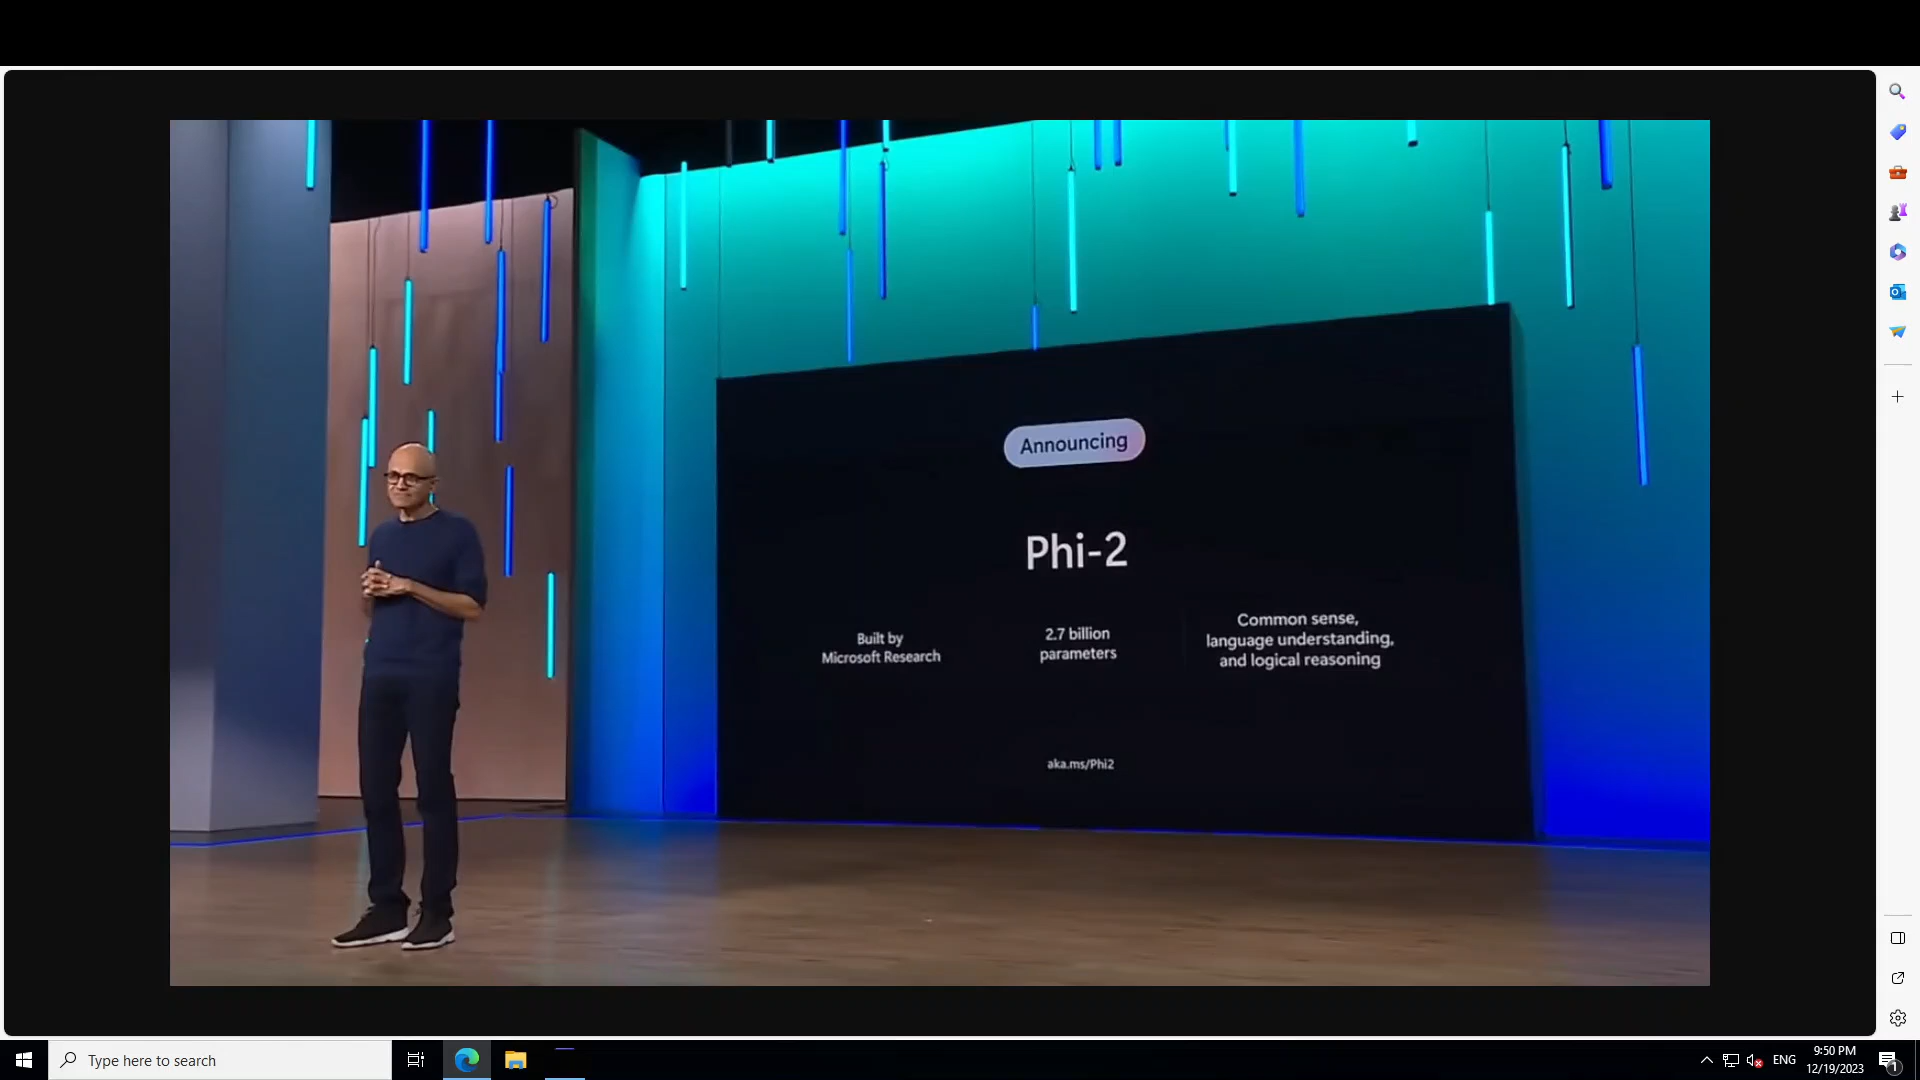 Announcing
Phi-2
Built by
Microsoft Research
2.7 billion
parameters
Common sense,
language understanding,
and logical reasoning
aka.ms/Phi2
Type here to search
ENG
9:50 PM
12/19/2023
1